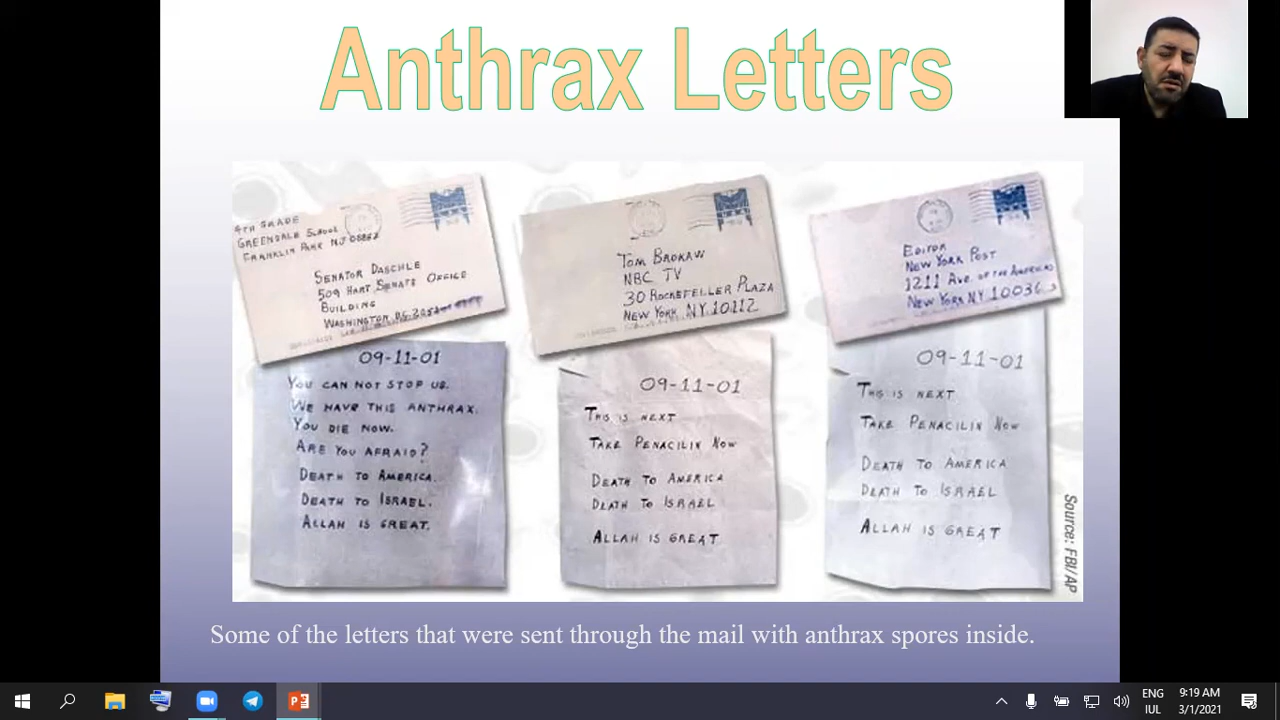 Anthrax Letters
4TH GRADE
GREENDALE SCHOOL
FRANKLIN PARK NJ 08852
SENATOR DASCHLE
509 HART SENATE OFFICE
BUILDING
WASHINGTON DC 205
TOM BROKAW
NBC TV
30 ROCKEFELLER PLAZA
NEW YORK NY 10112
EDITOR
NEW YORK POST
1211 AVE. OF THE AMERICAS
NEW YORK NY 10036
09-11-01
YOU CAN NOT STOP US.
WE HAVE THIS ANTHRAX.
YOU DIE NOW.
ARE YOU AFRAID?
DEATH TO AMERICA.
DEATH TO ISRAEL.
ALLAH IS GREAT.
09-11-01
THIS IS NEXT
TAKE PENACILIN NOW
DEATH TO AMERICA
DEATH TO ISRAEL
ALLAH IS GREAT
09-11-01
THIS IS NEXT
TAKE PENACILIN NOW
DEATH TO AMERICA
DEATH TO ISRAEL
ALLAH IS GREAT
Source: FBI/AP
Some of the letters that were sent through the mail with anthrax spores inside.
ENG
IUL
9:19 AM
3/1/2021